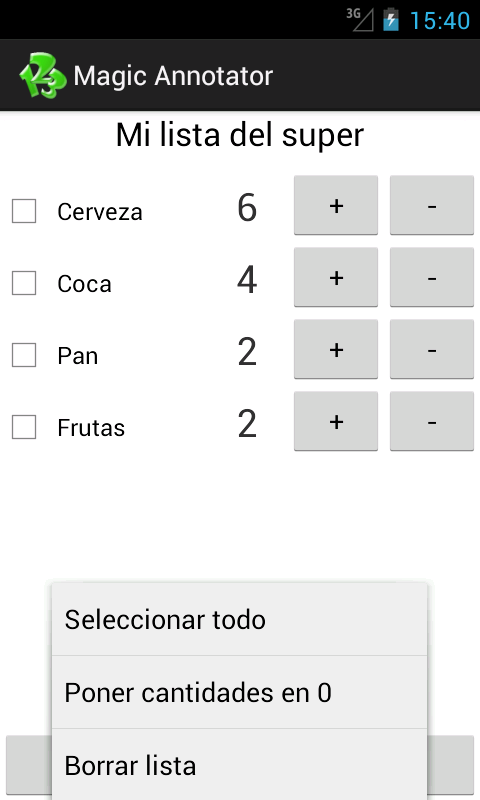 3G 15:40
Magic Annotator
Mi lista del super
Cerveza 6 + -
Coca 4 + -
Pan 2 + -
Frutas 2 + -
Seleccionar todo
Poner cantidades en 0
Borrar lista